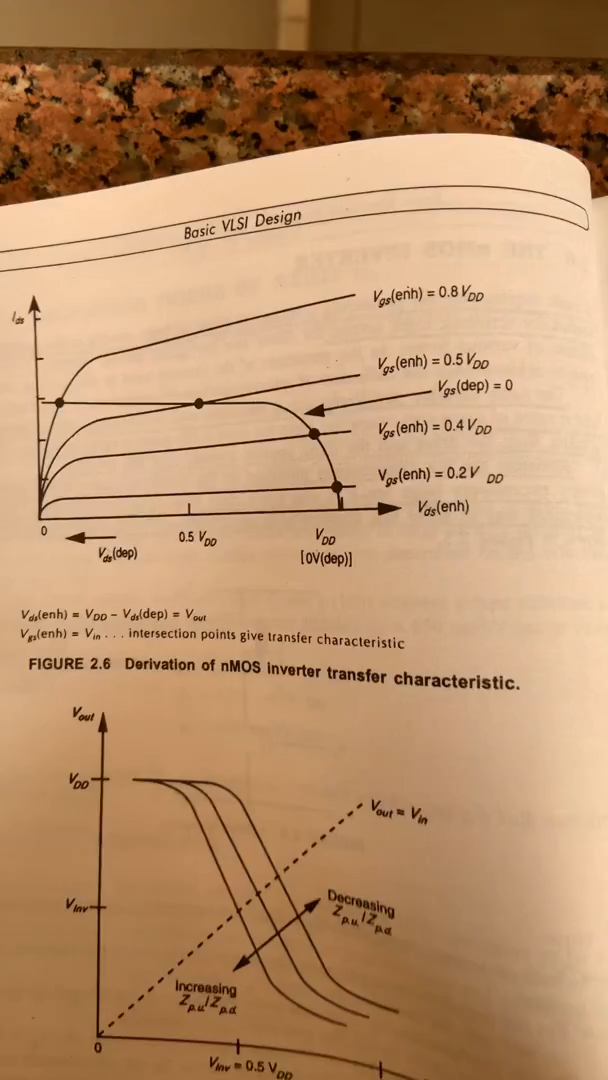 Basic VLSI Design
Ids
Vgs(enh) = 0.8 VDD
Vgs(enh) = 0.5 VDD
Vgs(dep) = 0
Vgs(enh) = 0.4 VDD
Vgs(enh) = 0.2 V DD
Vds(enh)
0
Vds(dep)
0.5 VDD
VDD
[0V(dep)]
Vds(enh) = VDD – Vds(dep) = Vout
Vgs(enh) = Vin . . . intersection points give transfer characteristic
FIGURE 2.6 Derivation of nMOS inverter transfer characteristic.
Vout
VDD
Vout = Vin
Vinv
Decreasing
Zp.u./Zp.d.
Increasing
Zp.u./Zp.d.
0
Vinv = 0.5 VDD